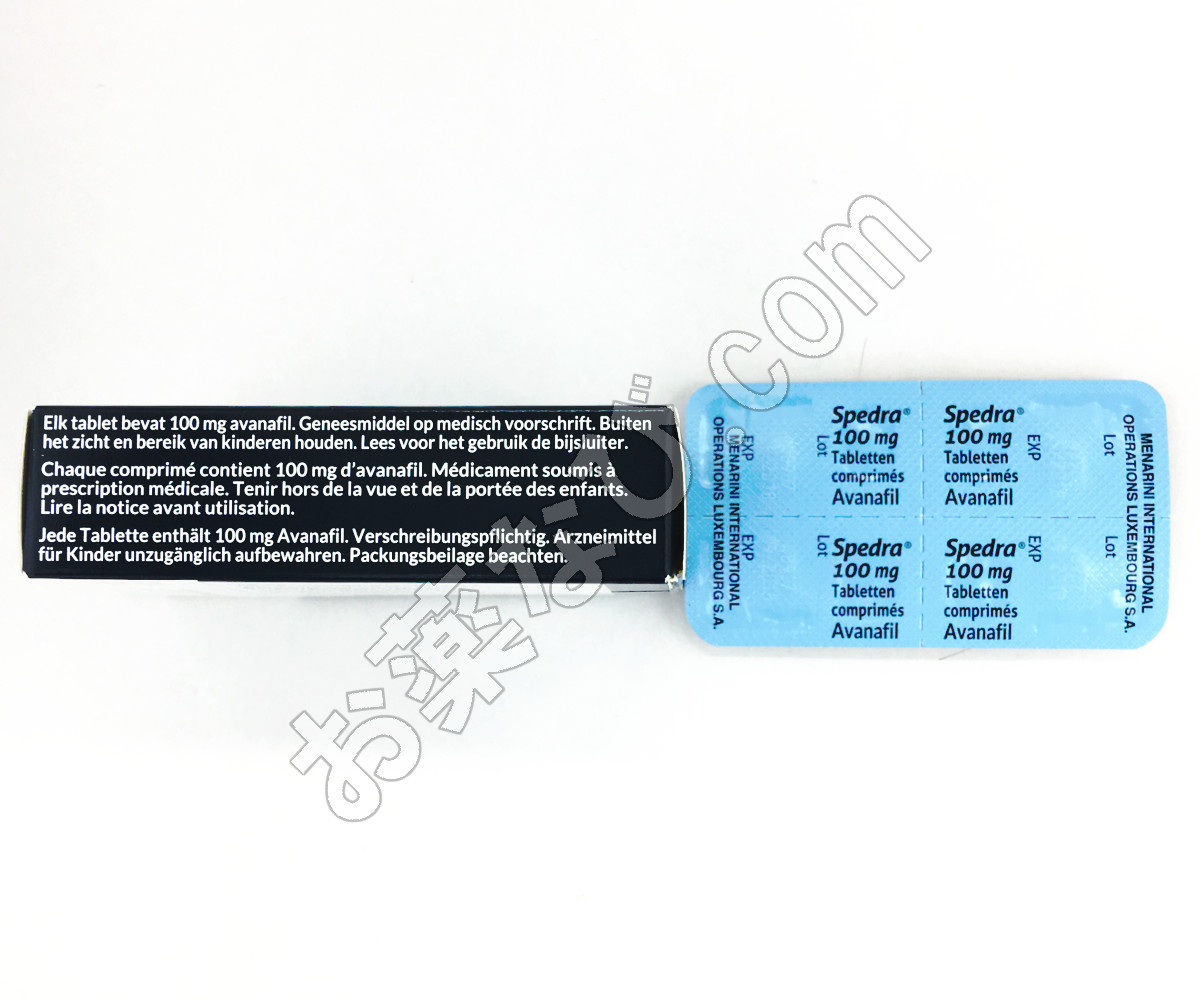 Elk tablet bevat 100 mg avanafil. Geneesmiddel op medisch voorschrift. Buiten
het zicht en bereik van kinderen houden. Lees voor het gebruik de bijsluiter.
Chaque comprimé contient 100 mg d'avanafil. Médicament soumis à
prescription médicale. Tenir hors de la vue et de la portée des enfants.
Lire la notice avant utilisation.
Jede Tablette enthält 100 mg Avanafil. Verschreibungspflichtig. Arzneimittel
für Kinder unzugänglich aufbewahren. Packungsbeilage beachten.
MENARINI INTERNATIONAL
OPERATIONS LUXEMBOURG S.A.
EXP
Lot
Spedra®
100 mg
Tabletten
comprimés
Avanafil
Spedra®
100 mg
Tabletten
comprimés
Avanafil
EXP
Lot
EXP
Lot
Spedra®
100 mg
Tabletten
comprimés
Avanafil
Spedra®
100 mg
Tabletten
comprimés
Avanafil
EXP
Lot
MENARINI INTERNATIONAL
OPERATIONS LUXEMBOURG S.A.
お薬なび.com